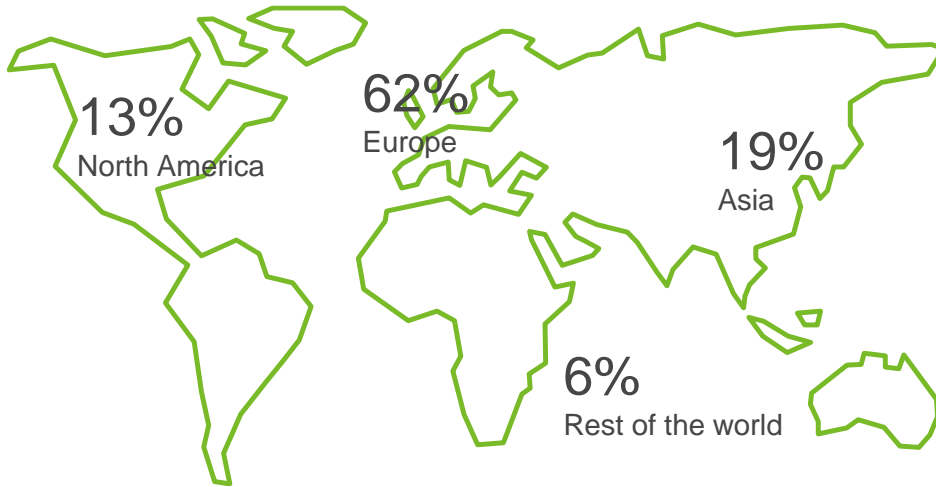 13%
North America
62%
Europe
19%
Asia
6%
Rest of the world